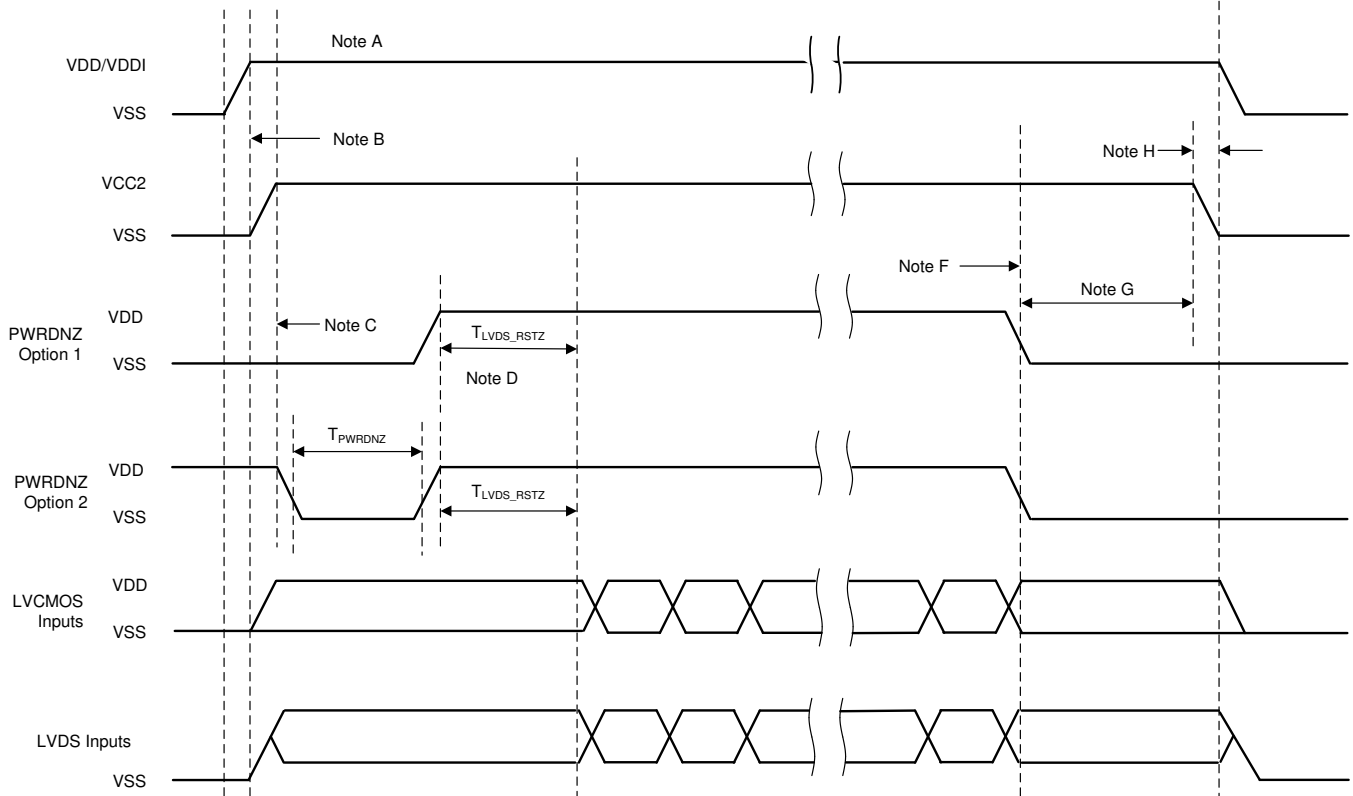 Note A
VDD/VDDI
VSS
Note B
Note H
VCC2
VSS
Note F
Note G
VDD
Note C
PWRDNZ
Option 1
TLVDS_RSTZ
VSS
Note D
TPWRDNZ
VDD
PWRDNZ
Option 2
TLVDS_RSTZ
VSS
VDD
LVCMOS
Inputs
VSS
LVDS Inputs
VSS